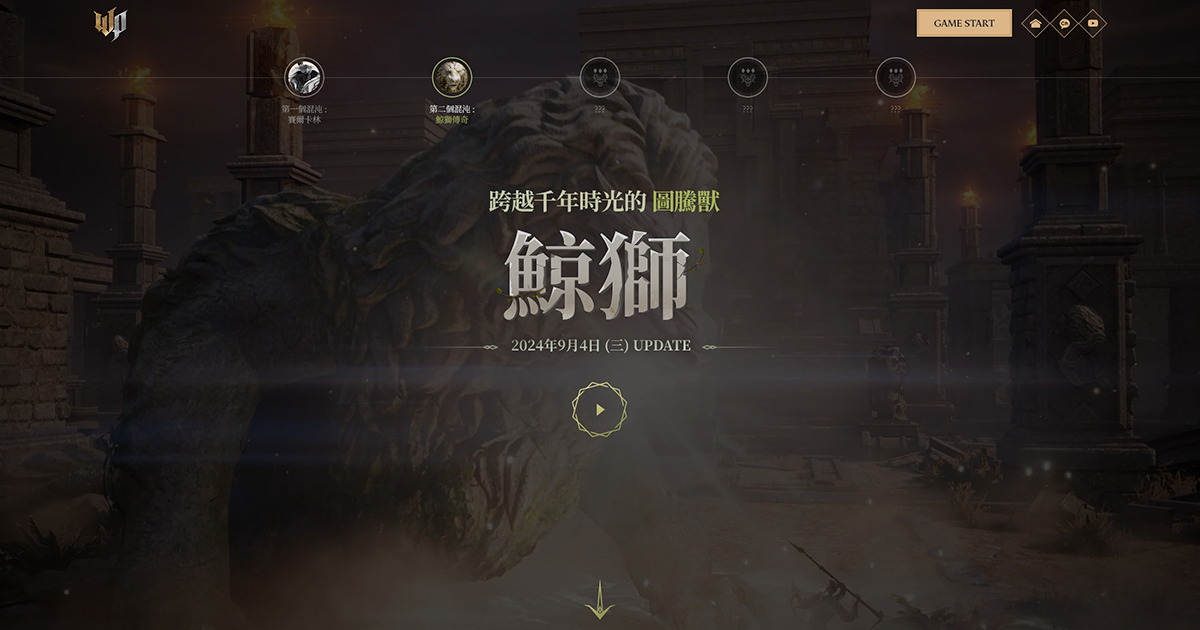 WP
GAME START
第一個混沌：
賽爾卡林
第二個混沌：
鯨獅傳奇
???
???
???
跨越千年時光的 圖騰獸
鯨獅
2024年9月4日 (三) UPDATE